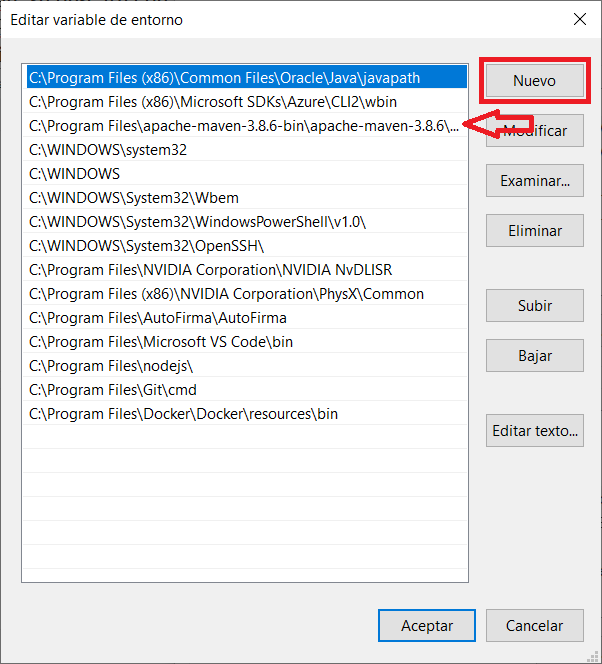 Editar variable de entorno
C:\Program Files (x86)\Common Files\Oracle\Java\javapath
C:\Program Files (x86)\Microsoft SDKs\Azure\CLI2\wbin
C:\Program Files\apache-maven-3.8.6-bin\apache-maven-3.8.6\...
C:\WINDOWS\system32
C:\WINDOWS
C:\WINDOWS\System32\Wbem
C:\WINDOWS\System32\WindowsPowerShell\v1.0\
C:\WINDOWS\System32\OpenSSH\
C:\Program Files\NVIDIA Corporation\NVIDIA NvDLISR
C:\Program Files (x86)\NVIDIA Corporation\PhysX\Common
C:\Program Files\AutoFirma\AutoFirma
C:\Program Files\Microsoft VS Code\bin
C:\Program Files\nodejs\
C:\Program Files\Git\cmd
C:\Program Files\Docker\Docker\resources\bin
Nuevo
Modificar
Examinar...
Eliminar
Subir
Bajar
Editar texto...
Aceptar
Cancelar